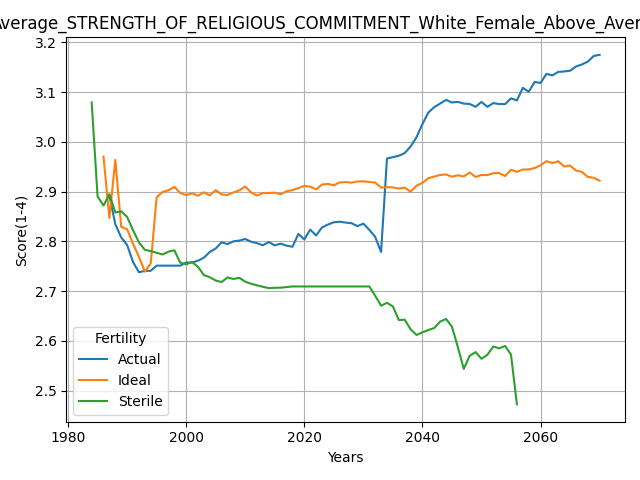 Average_STRENGTH_OF_RELIGIOUS_COMMITMENT_White_Female_Above_Aver
3.2
3.1
3.0
2.9
2.8
2.7
2.6
2.5
Score(1-4)
Fertility
Actual
Ideal
Sterile
1980 2000 2020 2040 2060
Years